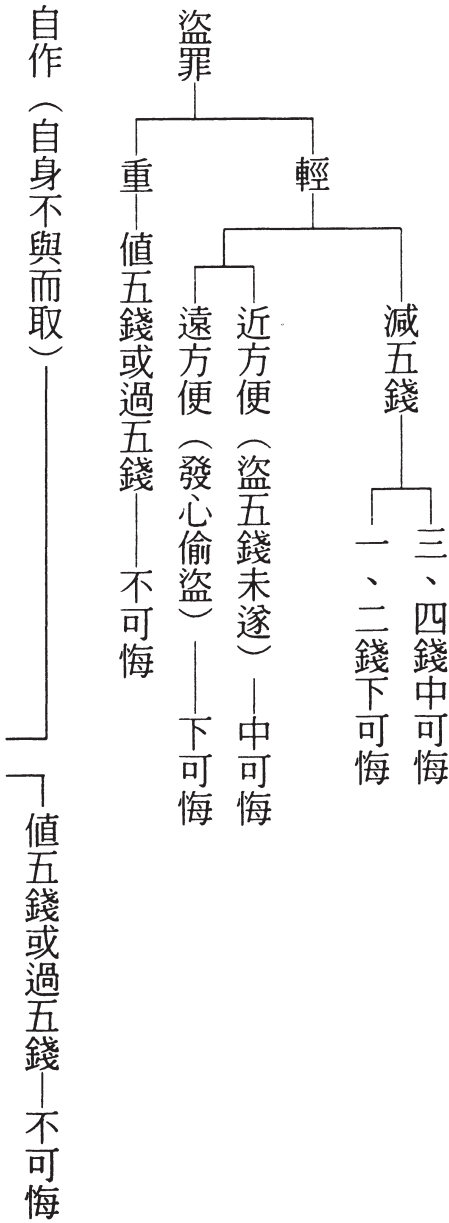 三、四錢中可悔
減五錢
一、二錢下可悔
輕
近方便（盜五錢未遂）—中可悔
盜罪
遠方便（發心偷盜）——下可悔
重—値五錢或過五錢——不可悔
自作（自身不與而取）
値五錢或過五錢—不可悔